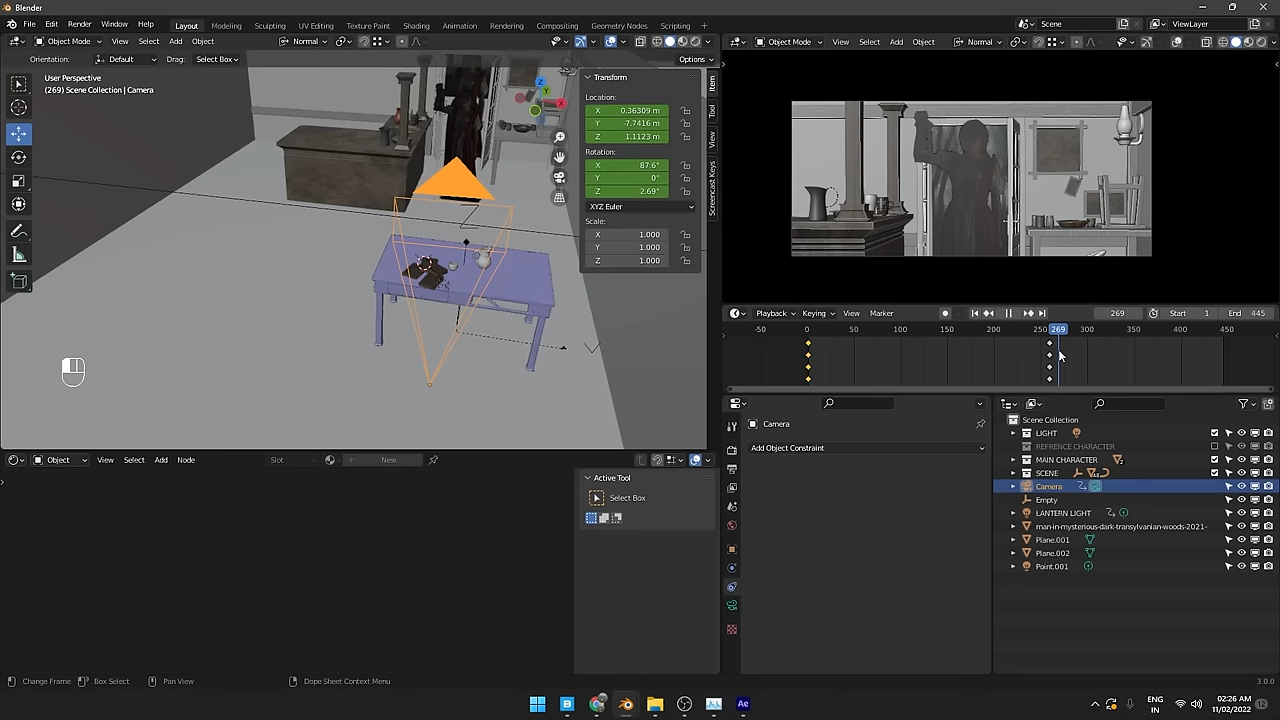 Blender
File Edit Render Window Help Layout Modeling Sculpting UV Editing Texture Paint Shading Animation Rendering Compositing Geometry Nodes Scripting + Scene ViewLayer
Object Mode View Select Add Object Normal
Object Mode View Select Add Object Normal
Orientation: Default Drag: Select Box Options
User Perspective
(269) Scene Collection | Camera
Transform
Location:
X 0.36309 m
Y -7.7416 m
Z 1.1123 m
Rotation:
X 87.6°
Y 0°
Z 2.69°
XYZ Euler
Scale:
X 1.000
Y 1.000
Z 1.000
Item
Tool
View
Screencast Keys
Z
Y
X
Playback Keying View Marker 269 Start 1 End 445
-50 0 50 100 150 200 250 269 300 350 400 450
Camera
Add Object Constraint
Scene Collection
LIGHT
REFRENCE CHARACTER
MAIN CHARACTER 2
SCENE
Camera
Empty
LANTERN LIGHT
man-in-mysterious-dark-transylvanian-woods-2021-
Plane.001
Plane.002
Point.001
Object View Select Add Node Slot New
Active Tool
Select Box
Change Frame Box Select Pan View Dope Sheet Context Menu 3.0.0
ENG
IN
02:26 AM
11/02/2022
B
Ae